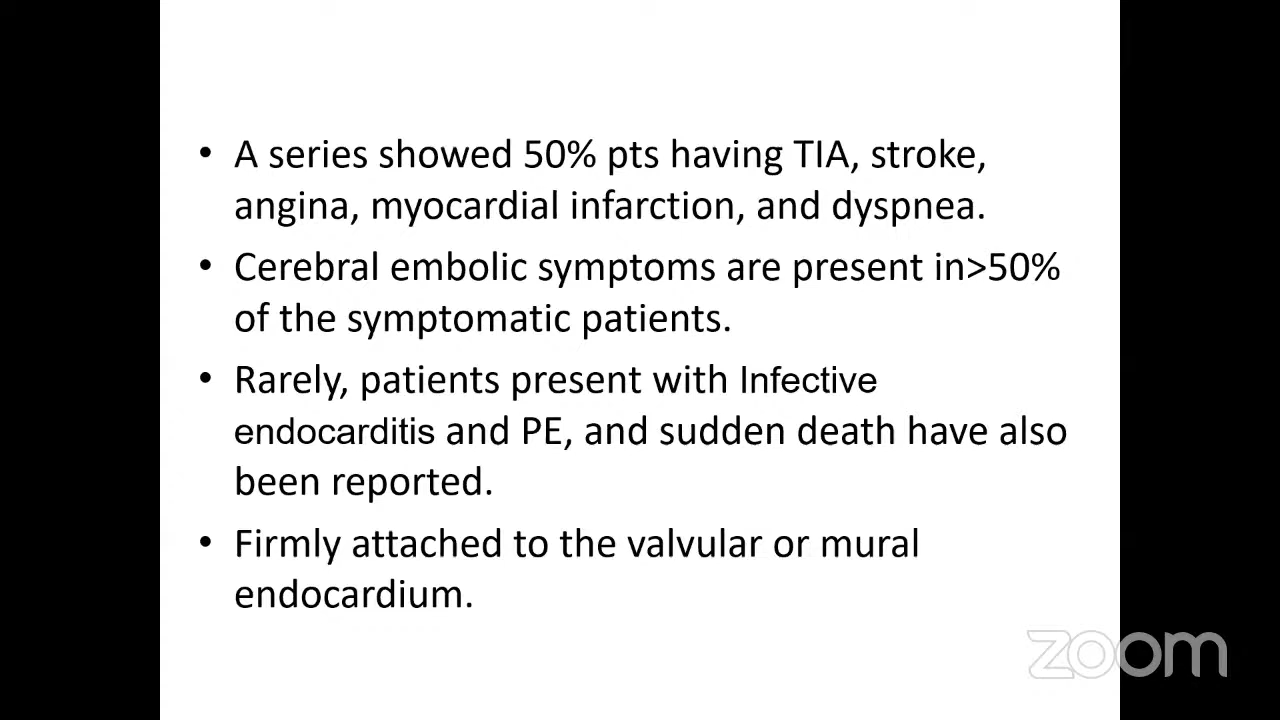 • A series showed 50% pts having TIA, stroke,
angina, myocardial infarction, and dyspnea.
• Cerebral embolic symptoms are present in>50%
of the symptomatic patients.
• Rarely, patients present with Infective
endocarditis and PE, and sudden death have also
been reported.
• Firmly attached to the valvular or mural
endocardium.
zoom